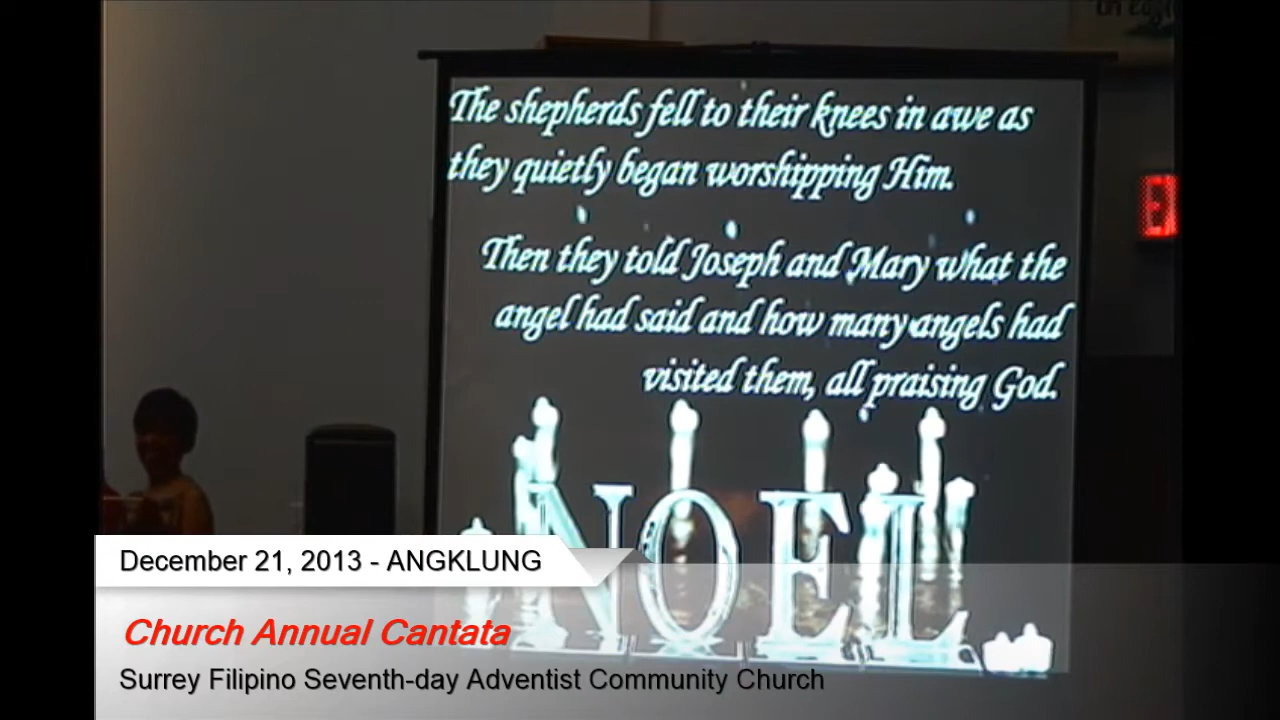 The shepherds fell to their knees in awe as
they quietly began worshipping Him.
Then they told Joseph and Mary what the
angel had said and how many angels had
visited them, all praising God.
NOEL
December 21, 2013 - ANGKLUNG
Church Annual Cantata
Surrey Filipino Seventh-day Adventist Community Church